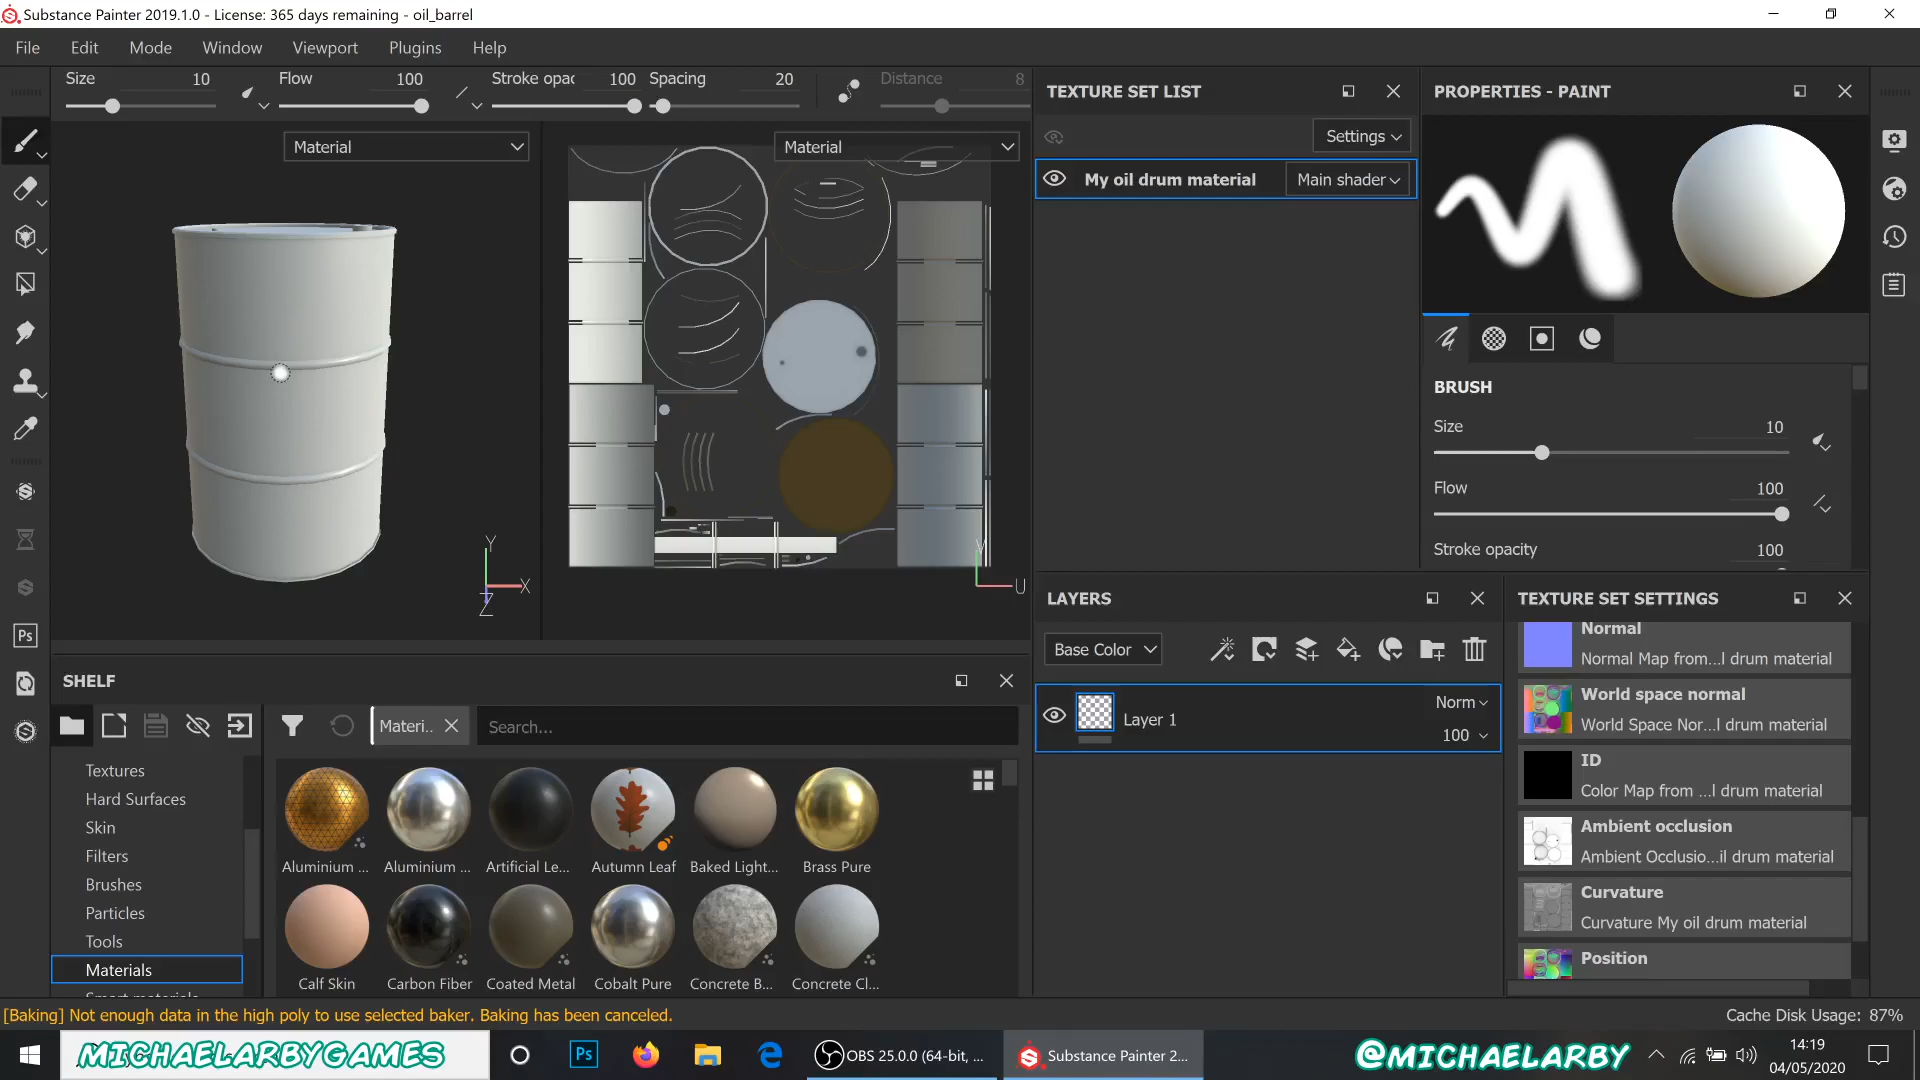 Substance Painter 2019.1.0 - License: 365 days remaining - oil_barrel
File Edit Mode Window Viewport Plugins Help
Size 10 Flow 100 Stroke opac 100 Spacing 20 Distance 8
Material
Material
Y
X
Z
V
U
TEXTURE SET LIST
Settings
My oil drum material Main shader
PROPERTIES - PAINT
BRUSH
Size 10
Flow 100
Stroke opacity 100
LAYERS
Base Color
Layer 1
Norm
100
TEXTURE SET SETTINGS
Normal
Normal Map from...l drum material
World space normal
World Space Nor...l drum material
ID
Color Map from ...l drum material
Ambient occlusion
Ambient Occlusio...il drum material
Curvature
Curvature My oil drum material
Position
Ps
SHELF
Materi.. Search...
Textures
Hard Surfaces
Skin
Filters
Brushes
Particles
Tools
Materials
Smart materials
Aluminium ... Aluminium ... Artificial Le... Autumn Leaf Baked Light... Brass Pure
Calf Skin Carbon Fiber Coated Metal Cobalt Pure Concrete B... Concrete Cl...
[Baking] Not enough data in the high poly to use selected baker. Baking has been canceled.
Cache Disk Usage: 87%
MICHAELARBYGAMES
Ps
OBS 25.0.0 (64-bit, ...
Substance Painter 2...
@MICHAELARBY
14:19
04/05/2020